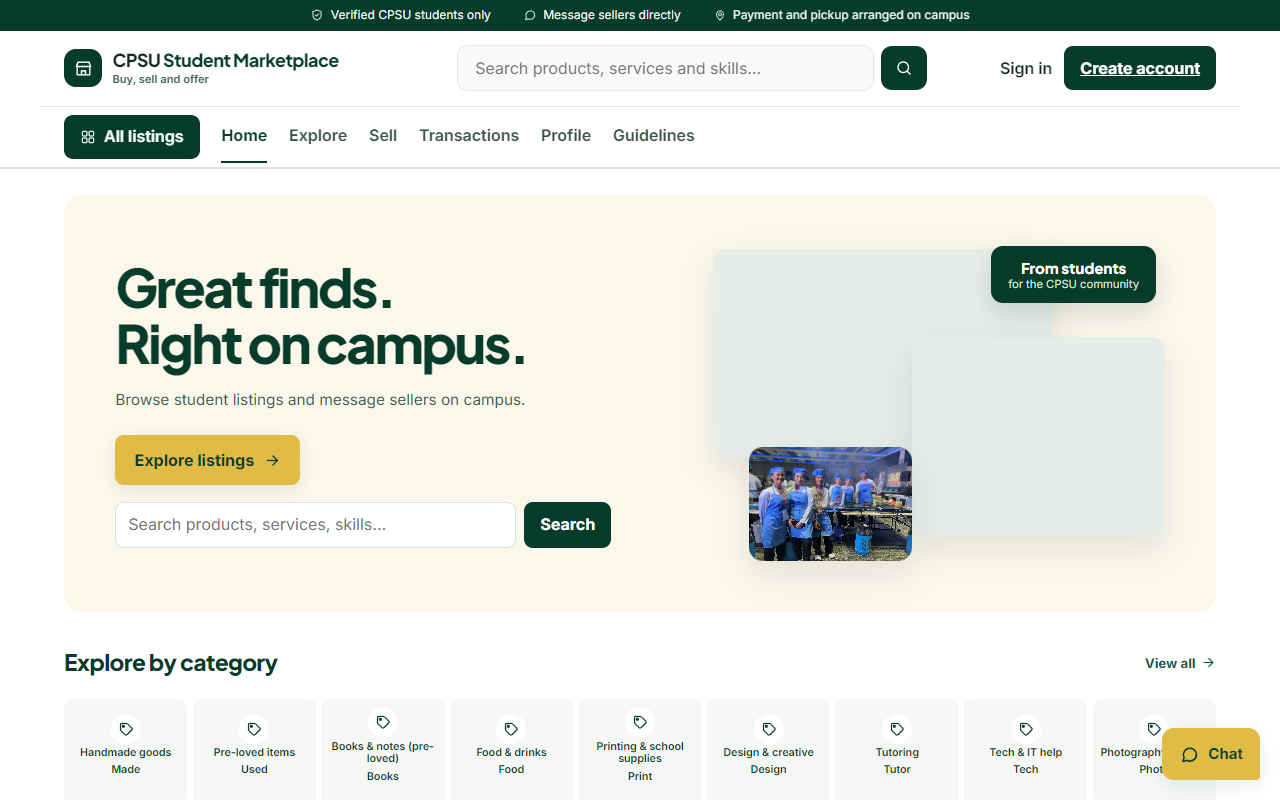 Verified CPSU students only
Message sellers directly
Payment and pickup arranged on campus
CPSU Student Marketplace
Buy, sell and offer
Search products, services and skills...
Sign in
Create account
All listings
Home
Explore
Sell
Transactions
Profile
Guidelines
Great finds.
Right on campus.
Browse student listings and message sellers on campus.
Explore listings
Search products, services, skills...
Search
From students
for the CPSU community
Explore by category
View all
Handmade goods
Made
Pre-loved items
Used
Books & notes (pre-
loved)
Books
Food & drinks
Food
Printing & school
supplies
Print
Design & creative
Design
Tutoring
Tutor
Tech & IT help
Tech
Photography
Phot
Chat